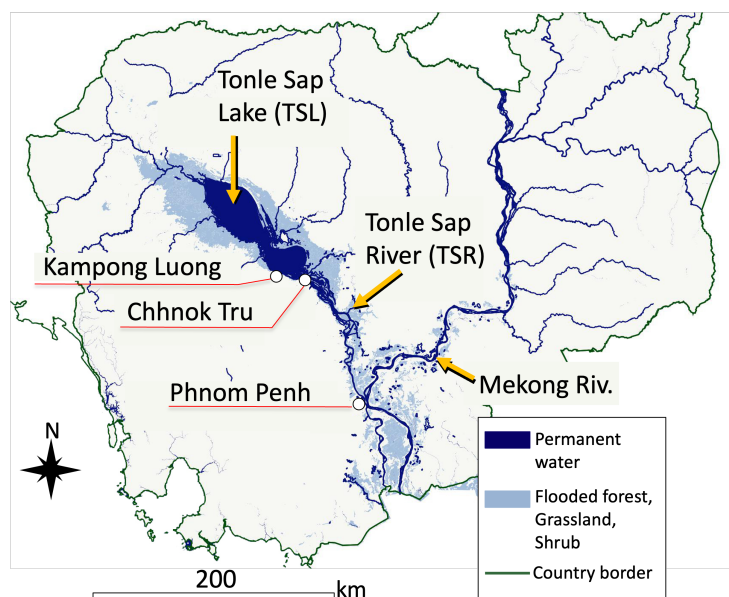 Tonle Sap
Lake (TSL)
Tonle Sap
River (TSR)
Kampong Luong
Chhnok Tru
Phnom Penh
Mekong Riv.
N
Permanent
water
Flooded forest,
Grassland,
Shrub
Country border
200
km